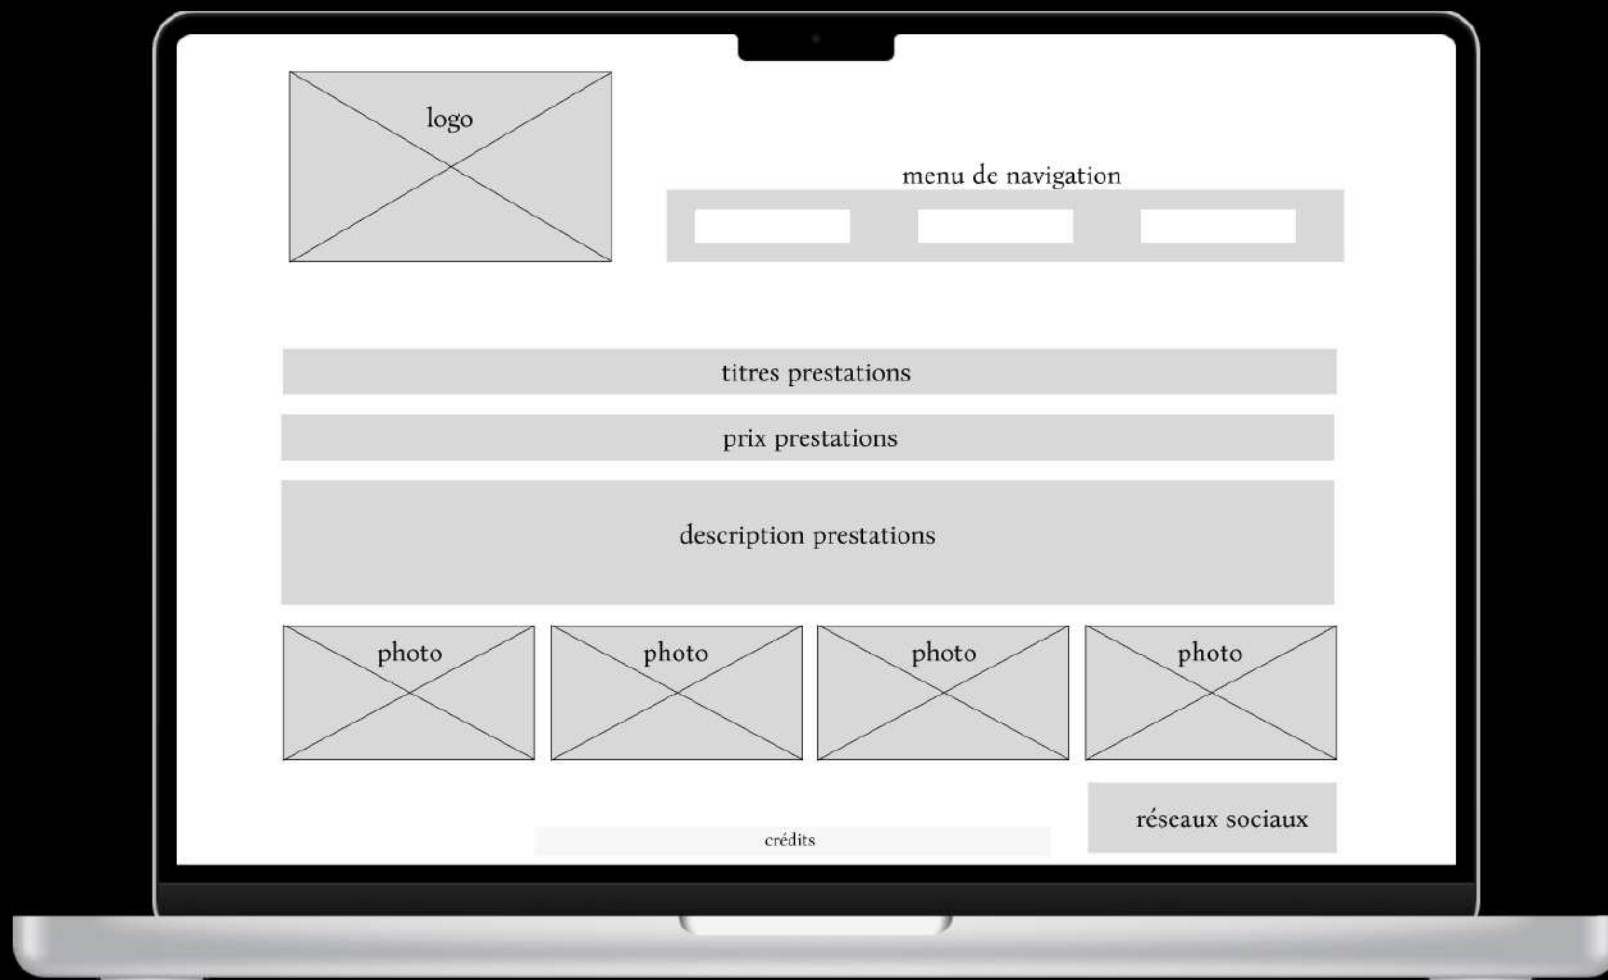 logo
menu de navigation
titres prestations
prix prestations
description prestations
photo
photo
photo
photo
réseaux sociaux
crédits